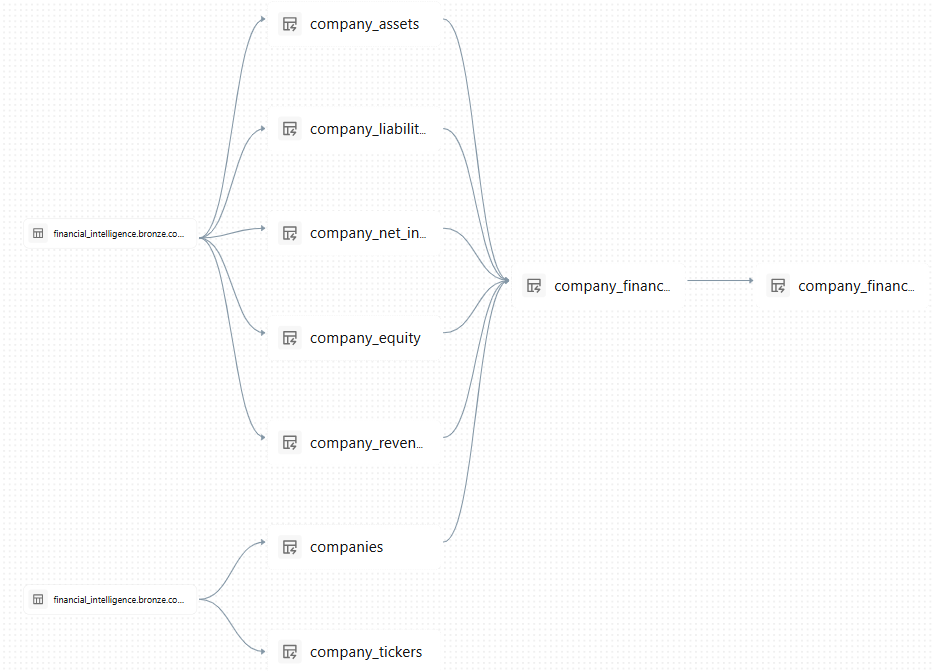 company_assets
company_liabilit...
financial_intelligence.bronze.co...
company_net_in...
company_financ...
company_financ...
company_equity
company_reven...
companies
financial_intelligence.bronze.co...
company_tickers